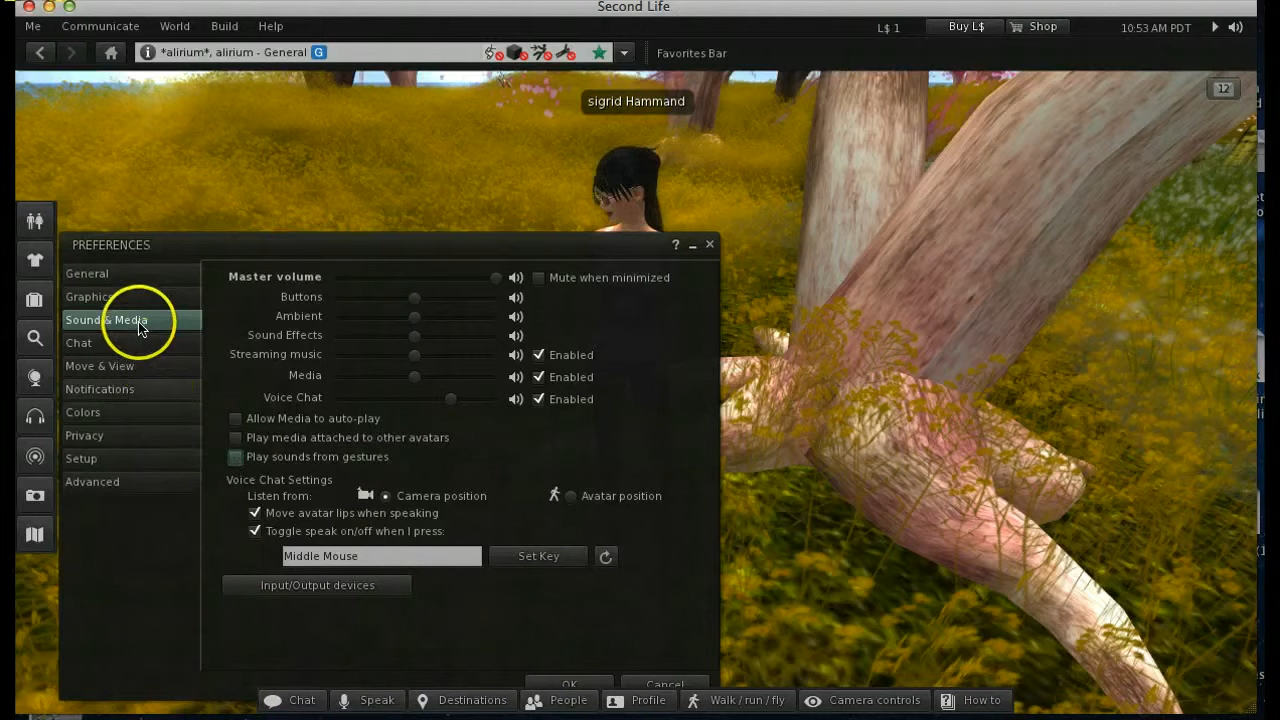 Second Life
Me Communicate World Build Help L$ 1 Buy L$ Shop 10:53 AM PDT
*alirium*, alirium - General G Favorites Bar
12
sigrid Hammand
PREFERENCES ?
General
Graphics
Sound & Media
Chat
Move & View
Notifications
Colors
Privacy
Setup
Advanced
Master volume Mute when minimized
Buttons
Ambient
Sound Effects
Streaming music Enabled
Media Enabled
Voice Chat Enabled
Allow Media to auto-play
Play media attached to other avatars
Play sounds from gestures
Voice Chat Settings
Listen from: Camera position Avatar position
Move avatar lips when speaking
Toggle speak on/off when I press:
Middle Mouse Set Key
Input/Output devices
OK Cancel
Chat Speak Destinations People Profile Walk / run / fly Camera controls How to